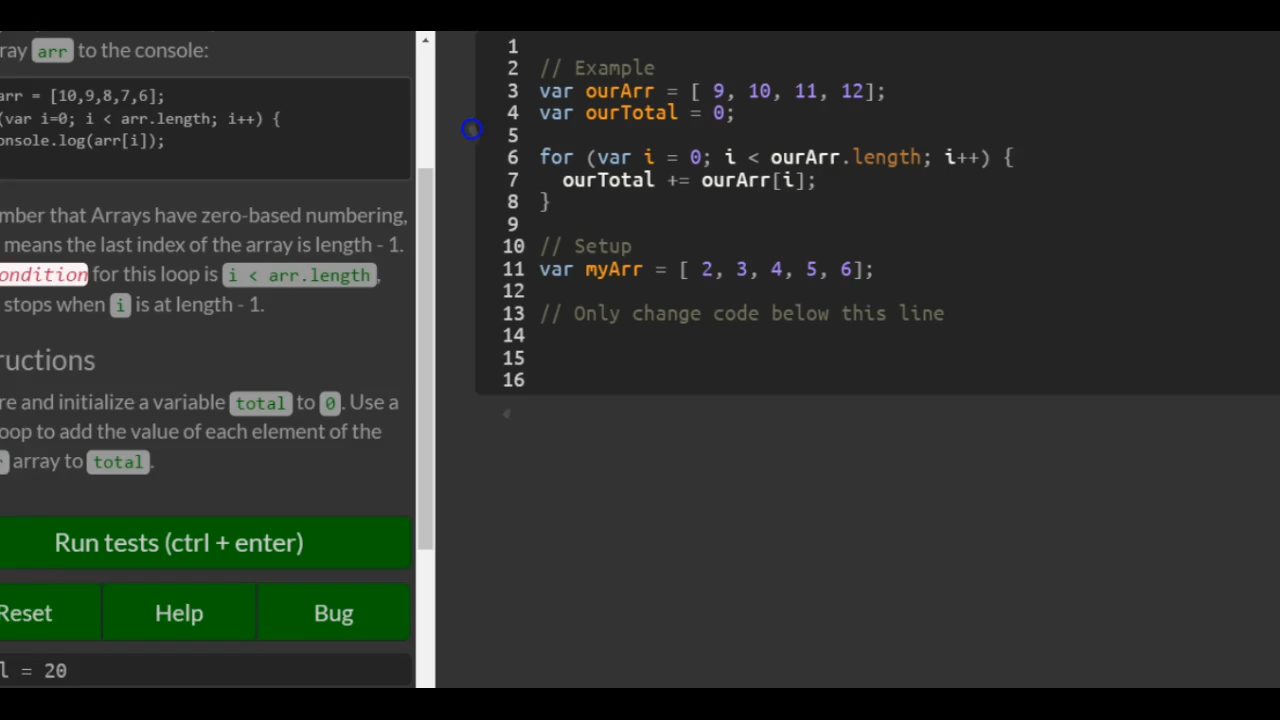 ray arr to the console:
arr = [10,9,8,7,6];
(var i=0; i < arr.length; i++) {
onsole.log(arr[i]);
mber that Arrays have zero-based numbering,
means the last index of the array is length - 1.
ondition for this loop is i < arr.length,
stops when i is at length - 1.
ructions
re and initialize a variable total to 0. Use a
oop to add the value of each element of the
array to total.
Run tests (ctrl + enter)
Reset Help Bug
l = 20
1
2 // Example
3 var ourArr = [ 9, 10, 11, 12];
4 var ourTotal = 0;
5
6 for (var i = 0; i < ourArr.length; i++) {
7 ourTotal += ourArr[i];
8 }
9
10 // Setup
11 var myArr = [ 2, 3, 4, 5, 6];
12
13 // Only change code below this line
14
15
16